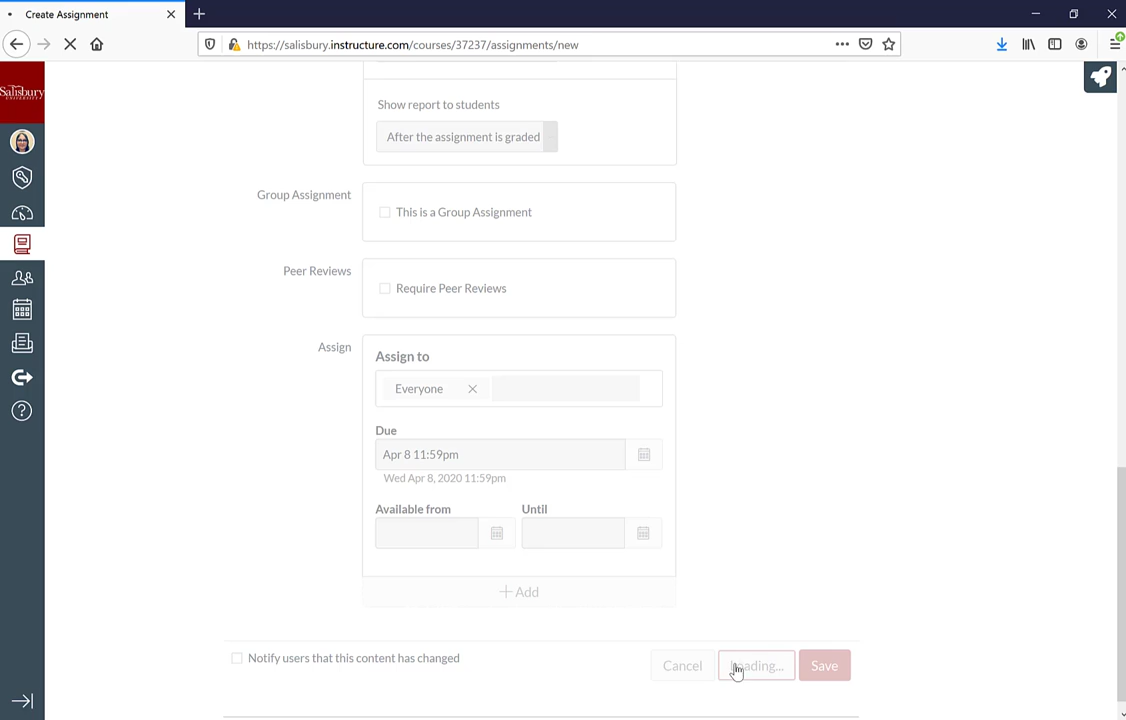 Create Assignment
https://salisbury.instructure.com/courses/37237/assignments/new
Salisbury
UNIVERSITY
Show report to students
After the assignment is graded
Group Assignment
This is a Group Assignment
Peer Reviews
Require Peer Reviews
Assign
Assign to
Everyone
Due
Apr 8 11:59pm
Wed Apr 8, 2020 11:59pm
Available from
Until
+ Add
Notify users that this content has changed
Cancel
Loading...
Save